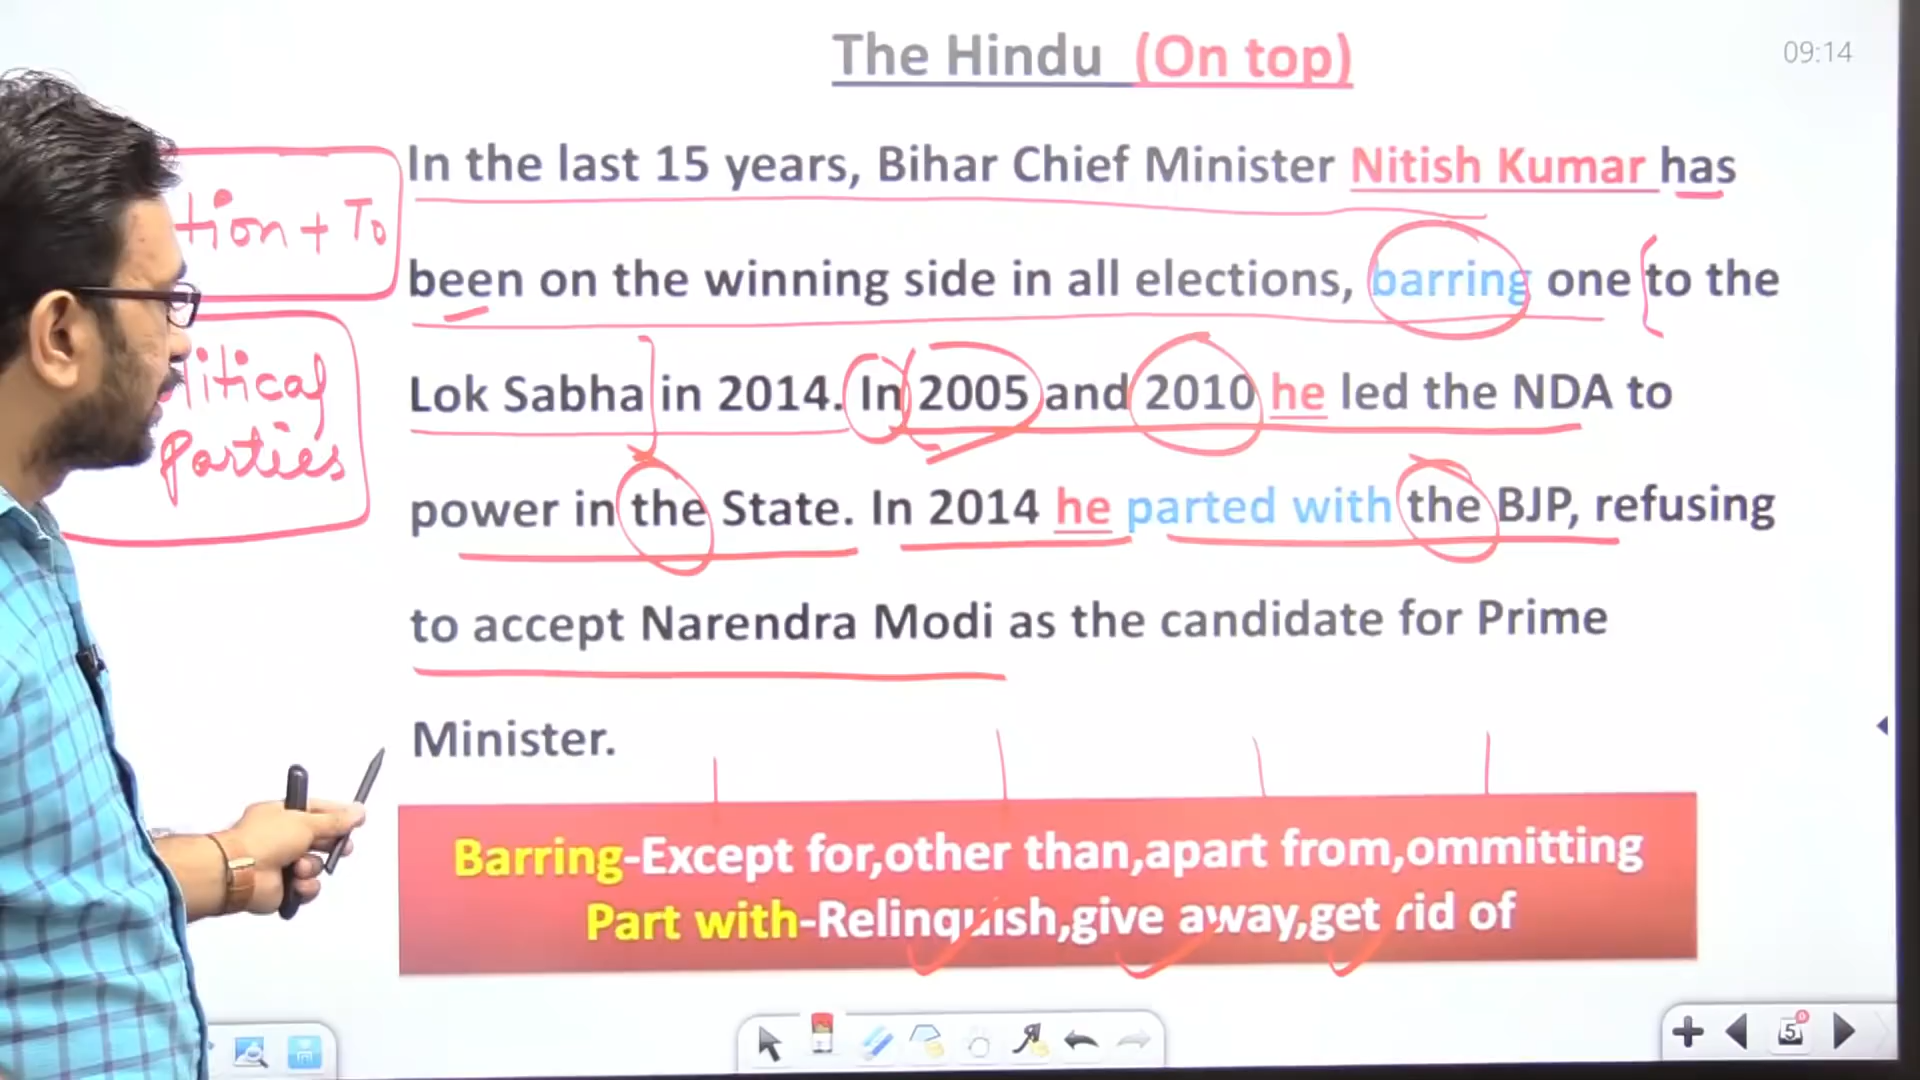 The Hindu (On top)
09:14
In the last 15 years, Bihar Chief Minister Nitish Kumar has
been on the winning side in all elections, barring one to the
Lok Sabha in 2014. In 2005 and 2010 he led the NDA to
power in the State. In 2014 he parted with the BJP, refusing
to accept Narendra Modi as the candidate for Prime
Minister.
tion + To
litical
Parties
Barring-Except for,other than,apart from,ommitting
Part with-Relinquish,give away,get rid of
5
0